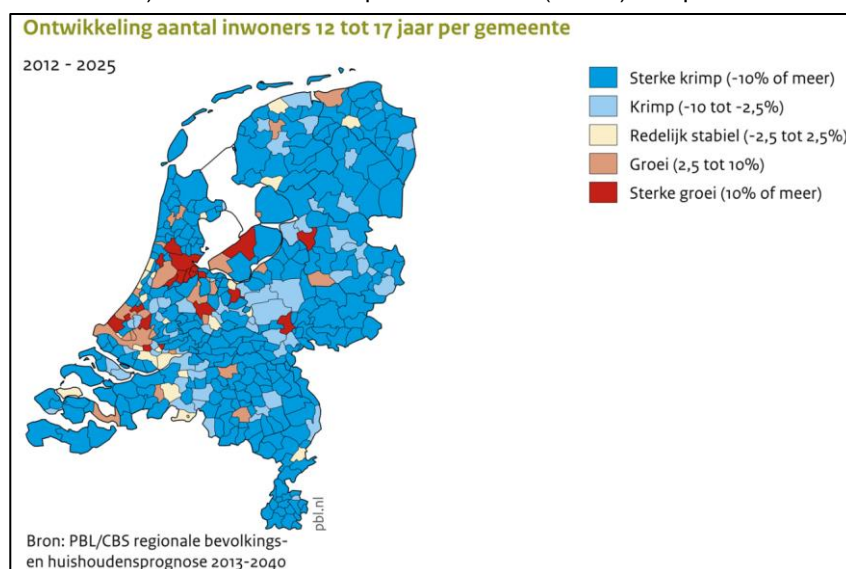 Ontwikkeling aantal inwoners 12 tot 17 jaar per gemeente
2012 - 2025
Sterke krimp (-10% of meer)
Krimp (-10 tot -2,5%)
Redelijk stabiel (-2,5 tot 2,5%)
Groei (2,5 tot 10%)
Sterke groei (10% of meer)
pbl.nl
Bron: PBL/CBS regionale bevolkings-
en huishoudensprognose 2013-2040